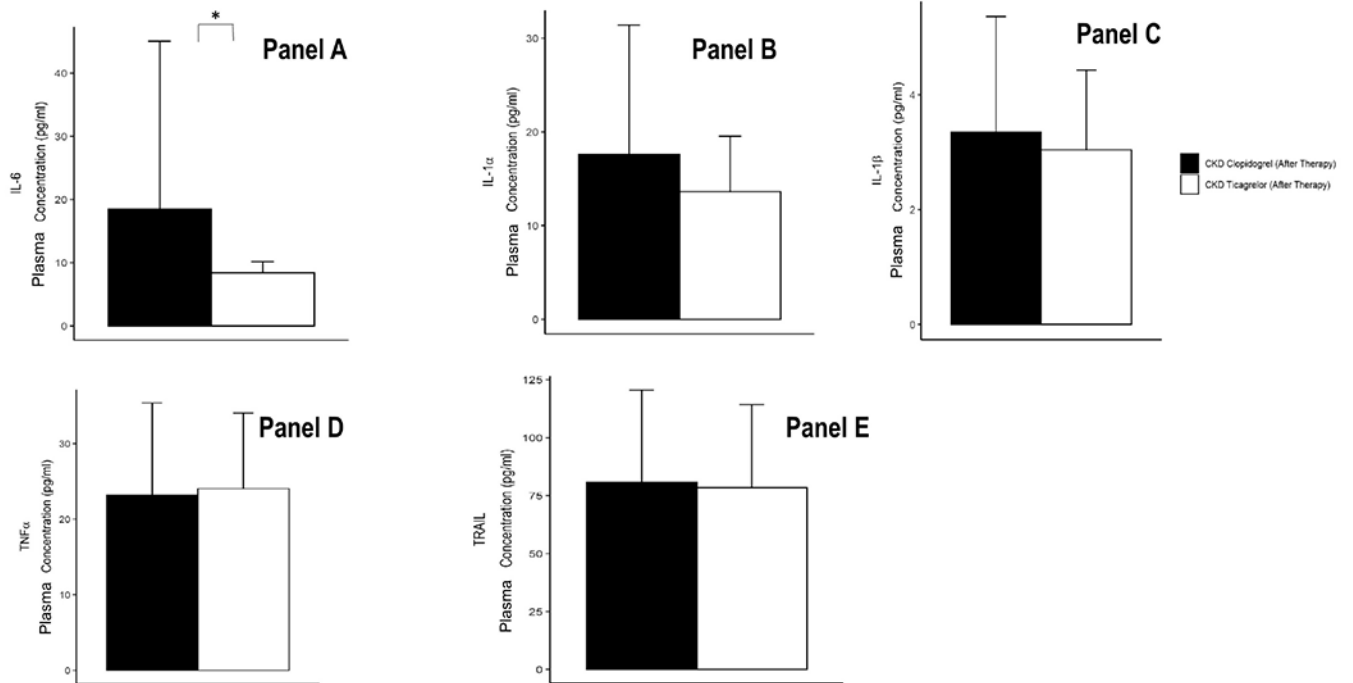 *
Panel A
IL-6
Plasma Concentration (pg/ml)
40
30
20
10
0
Panel B
IL-1α
Plasma Concentration (pg/ml)
30
20
10
0
Panel C
IL-1β
Plasma Concentration (pg/ml)
4
2
0
CKD Clopidogrel (After Therapy)
CKD Ticagrelor (After Therapy)
Panel D
TNFα
Plasma Concentration (pg/ml)
30
20
10
0
Panel E
TRAIL
Plasma Concentration (pg/ml)
125
100
75
50
25
0